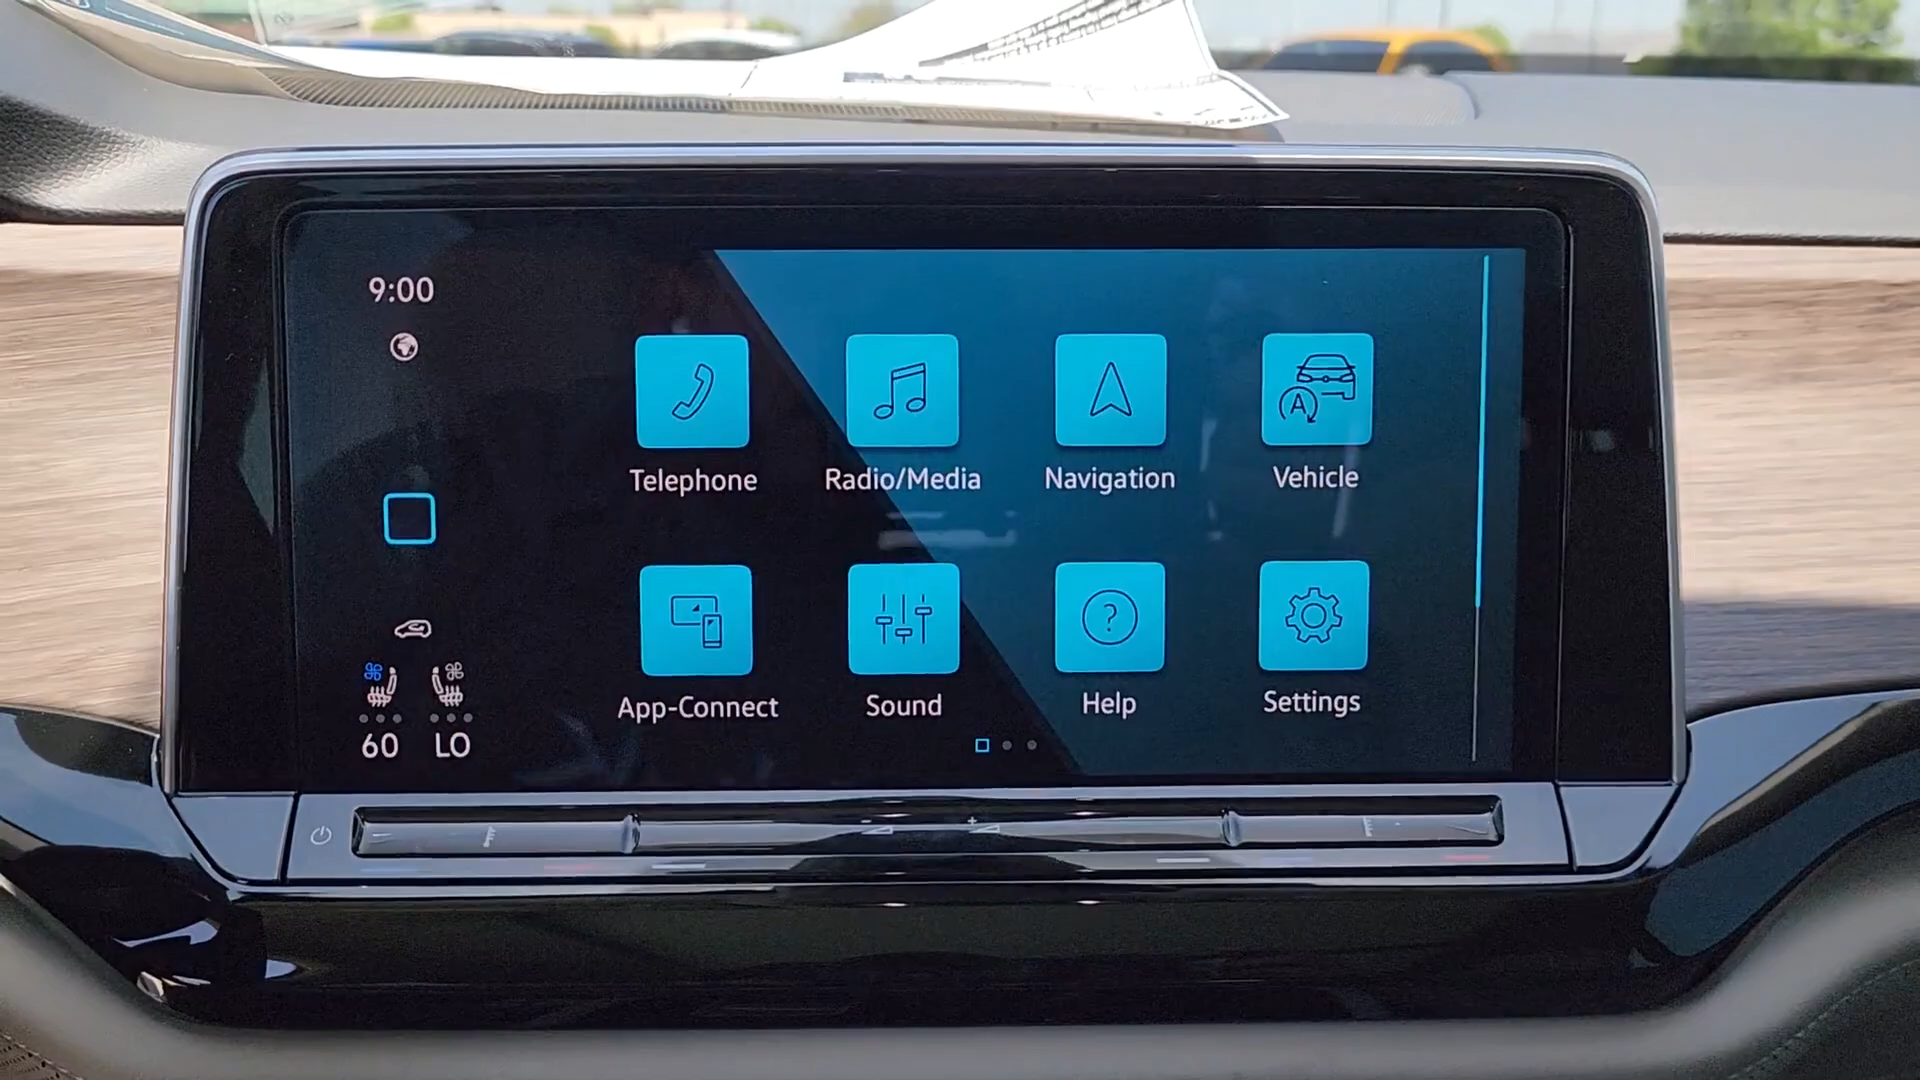 9:00
Telephone
Radio/Media
Navigation
A
Vehicle
App-Connect
Sound
?
Help
Settings
60
LO
- +